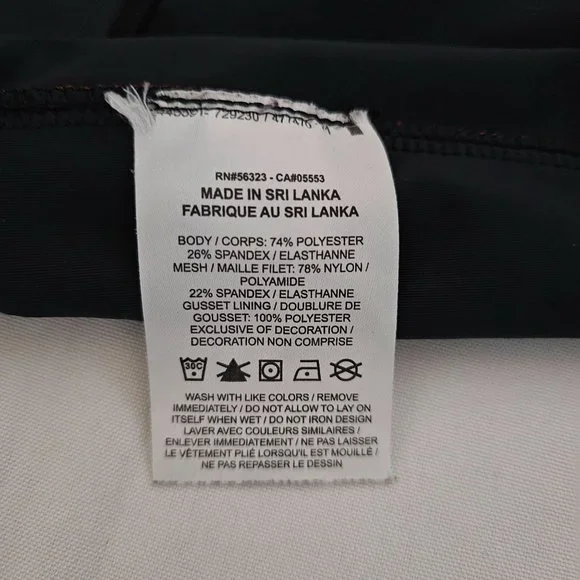 RN#56323 - CA#05553
MADE IN SRI LANKA
FABRIQUE AU SRI LANKA
BODY / CORPS: 74% POLYESTER
26% SPANDEX / ELASTHANNE
MESH / MAILLE FILET: 78% NYLON /
POLYAMIDE
22% SPANDEX / ELASTHANNE
GUSSET LINING / DOUBLURE DE
GOUSSET: 100% POLYESTER
EXCLUSIVE OF DECORATION /
DECORATION NON COMPRISE
30C
WASH WITH LIKE COLORS / REMOVE
IMMEDIATELY / DO NOT ALLOW TO LAY ON
ITSELF WHEN WET / DO NOT IRON DESIGN
LAVER AVEC COULEURS SIMILAIRES /
ENLEVER IMMEDIATEMENT / NE PAS LAISSER
LE VÊTEMENT PLIÉ LORSQU'IL EST MOUILLÉ /
NE PAS REPASSER LE DESSIN